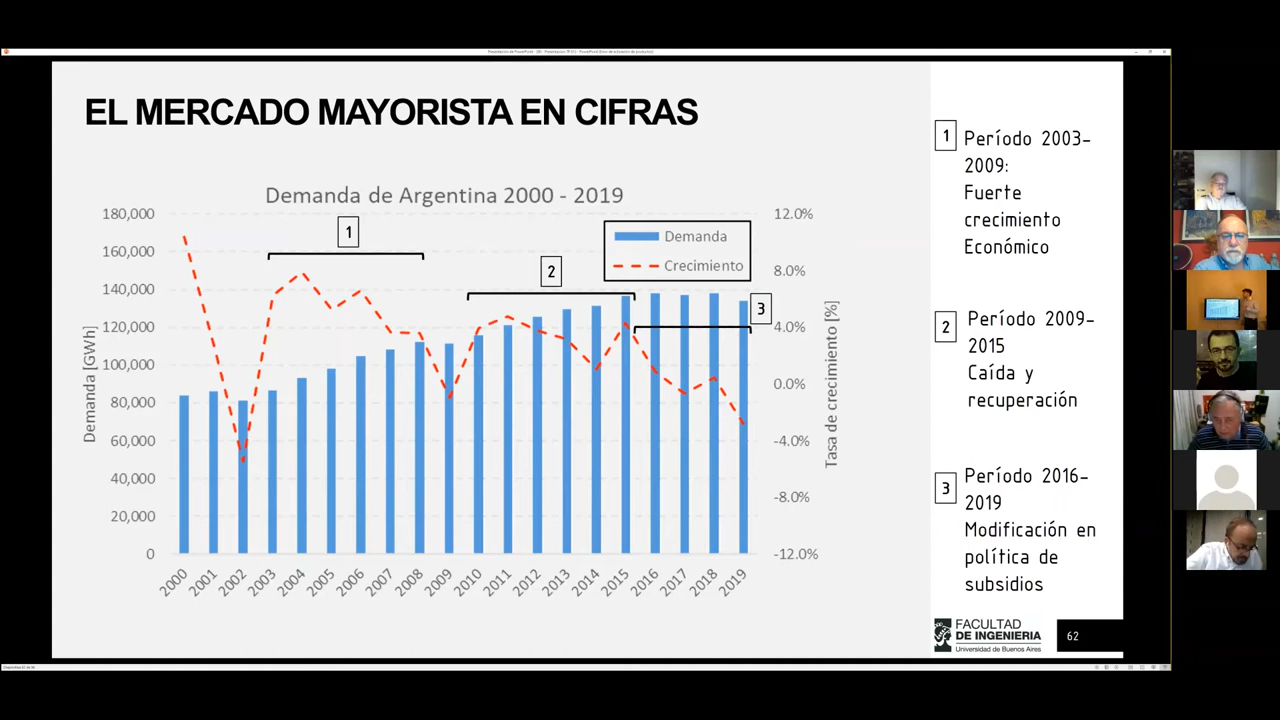 EL MERCADO MAYORISTA EN CIFRAS
Demanda de Argentina 2000 - 2019
Demanda [GWh]
180,000
160,000
140,000
120,000
100,000
80,000
60,000
40,000
20,000
0
1
2
3
Demanda
Crecimiento
12.0%
8.0%
4.0%
0.0%
-4.0%
-8.0%
-12.0%
Tasa de crecimiento [%]
2000
2001
2002
2003
2004
2005
2006
2007
2008
2009
2010
2011
2012
2013
2014
2015
2016
2017
2018
2019
1
Período 2003-
2009:
Fuerte
crecimiento
Económico
2
Período 2009-
2015
Caída y
recuperación
3
Período 2016-
2019
Modificación en
política de
subsidios
FACULTAD
DE INGENIERIA
Universidad de Buenos Aires
62